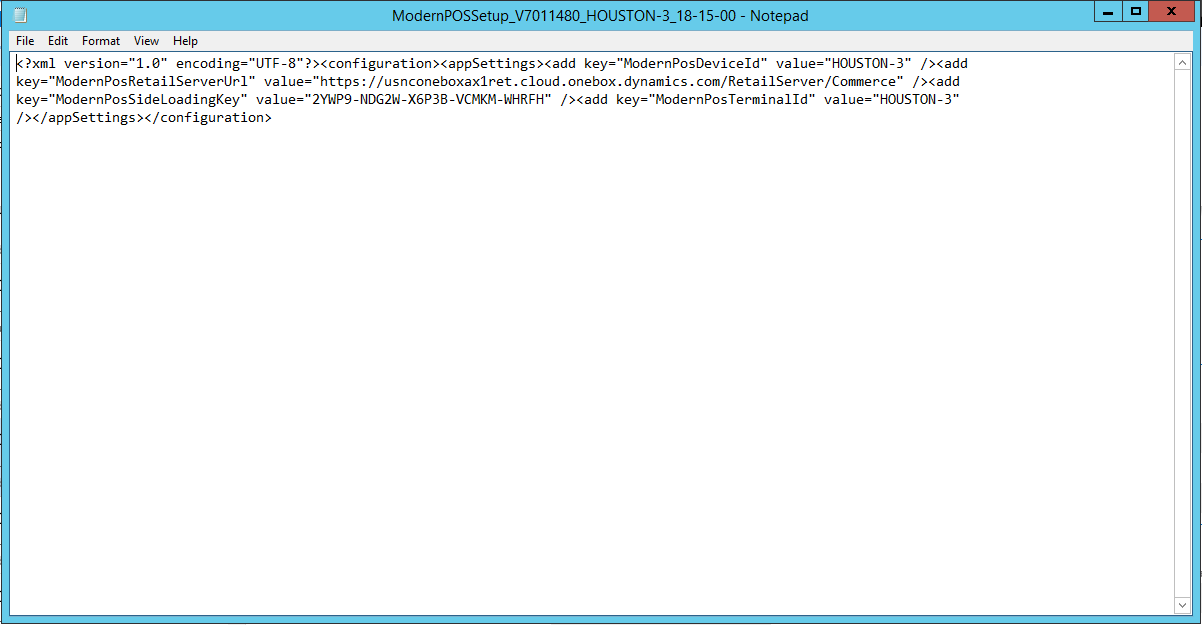 ModernPOSSetup_V7011480_HOUSTON-3_18-15-00 - Notepad
File Edit Format View Help
<?xml version="1.0" encoding="UTF-8"?><configuration><appSettings><add key="ModernPosDeviceId" value="HOUSTON-3" /><add
key="ModernPosRetailServerUrl" value="https://usnconeboxax1ret.cloud.onebox.dynamics.com/RetailServer/Commerce" /><add
key="ModernPosSideLoadingKey" value="2YWP9-NDG2W-X6P3B-VCMKM-WHRFH" /><add key="ModernPosTerminalId" value="HOUSTON-3"
/></appSettings></configuration>